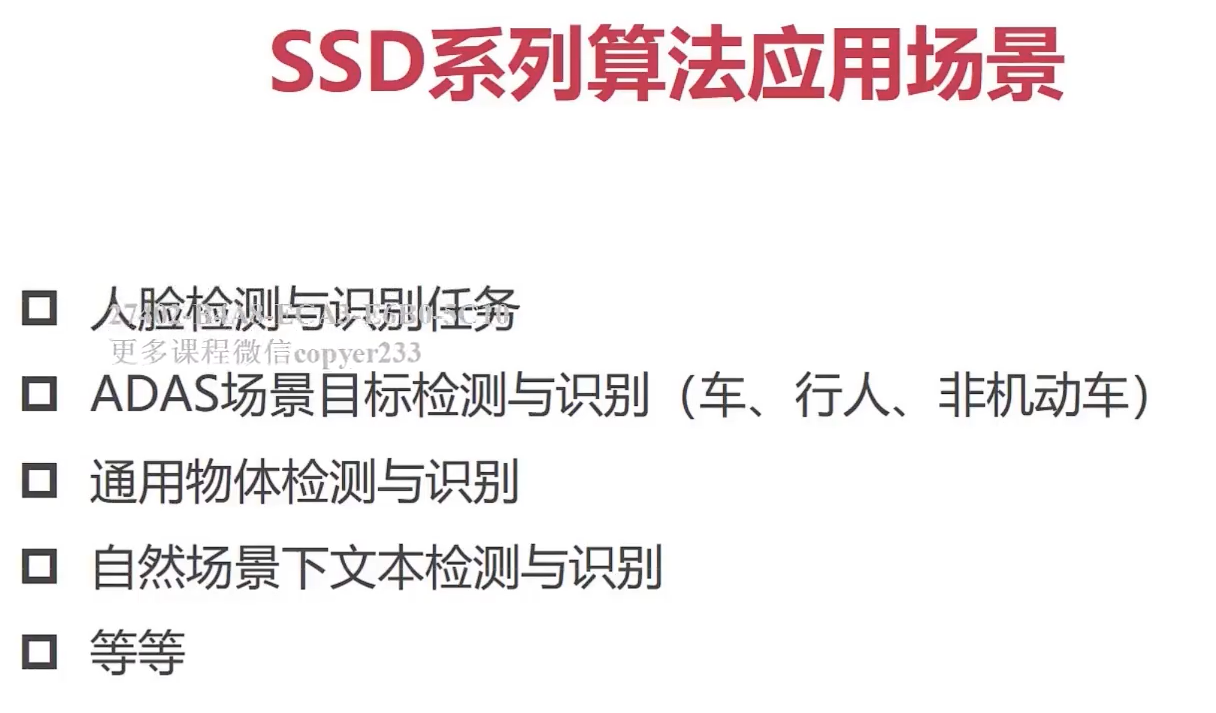 SSD系列算法应用场景
人脸检测与识别任务
更多课程微信copyer233
ADAS场景目标检测与识别（车、行人、非机动车）
通用物体检测与识别
自然场景下文本检测与识别
等等